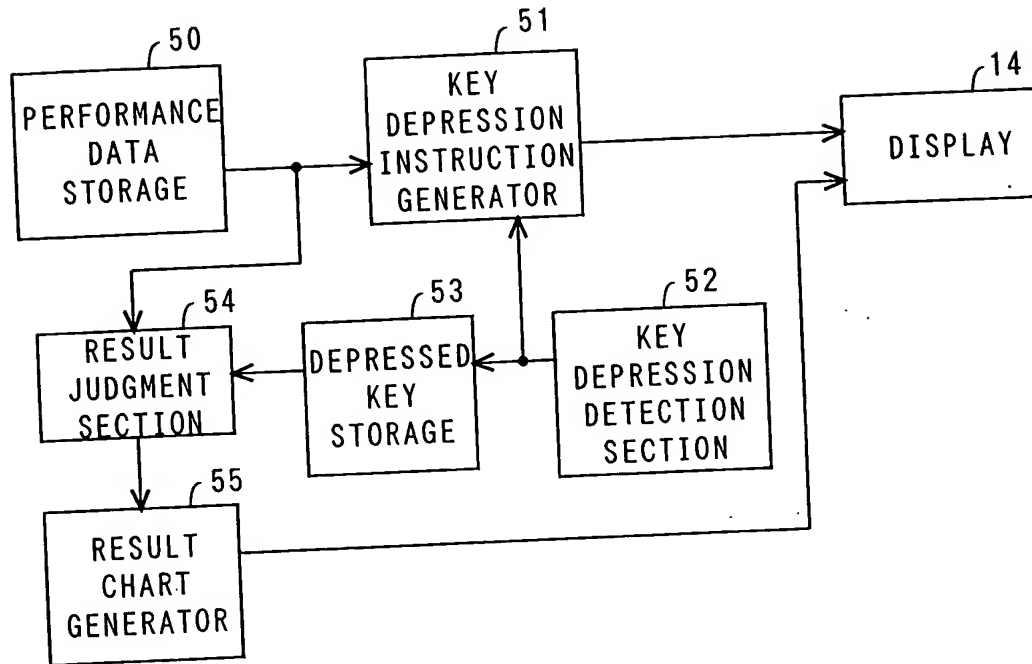 50
PERFORMANCE
DATA
STORAGE
51
KEY
DEPRESSION
INSTRUCTION
GENERATOR
14
DISPLAY
54
RESULT
JUDGMENT
SECTION
53
DEPRESSED
KEY
STORAGE
52
KEY
DEPRESSION
DETECTION
SECTION
55
RESULT
CHART
GENERATOR